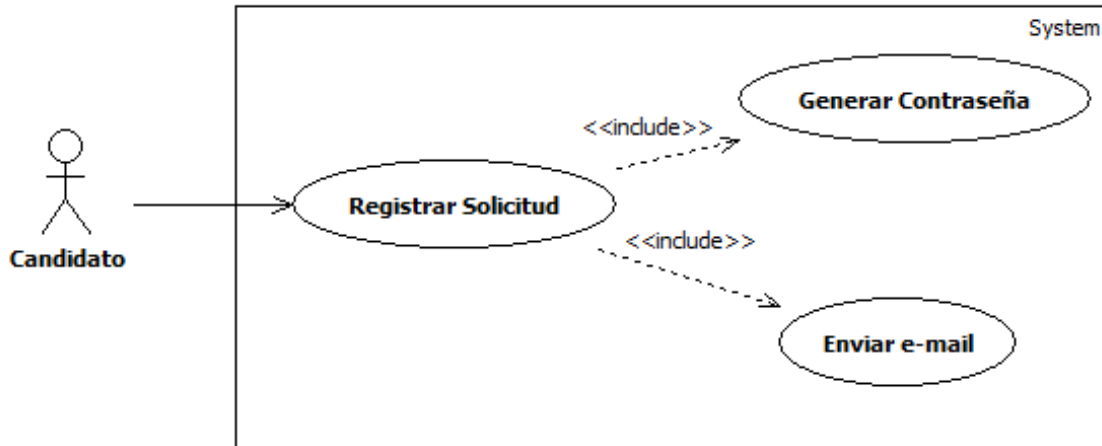 System
Generar Contraseña
<<include>>
Registrar Solicitud
<<include>>
Candidato
Enviar e-mail